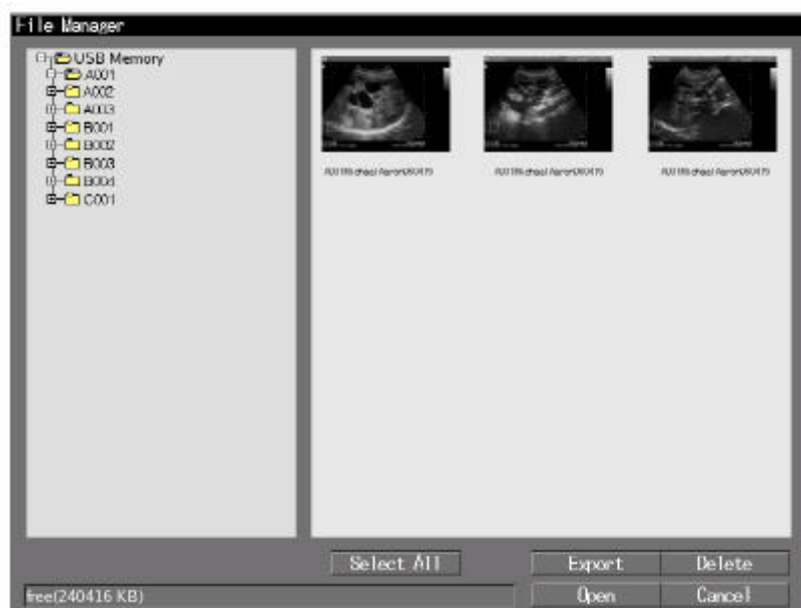 File Manager
USB Memory
A001
A002
A003
B001
B002
B003
B004
C001
Select All
Export
Delete
free(240416 KB)
Open
Cancel